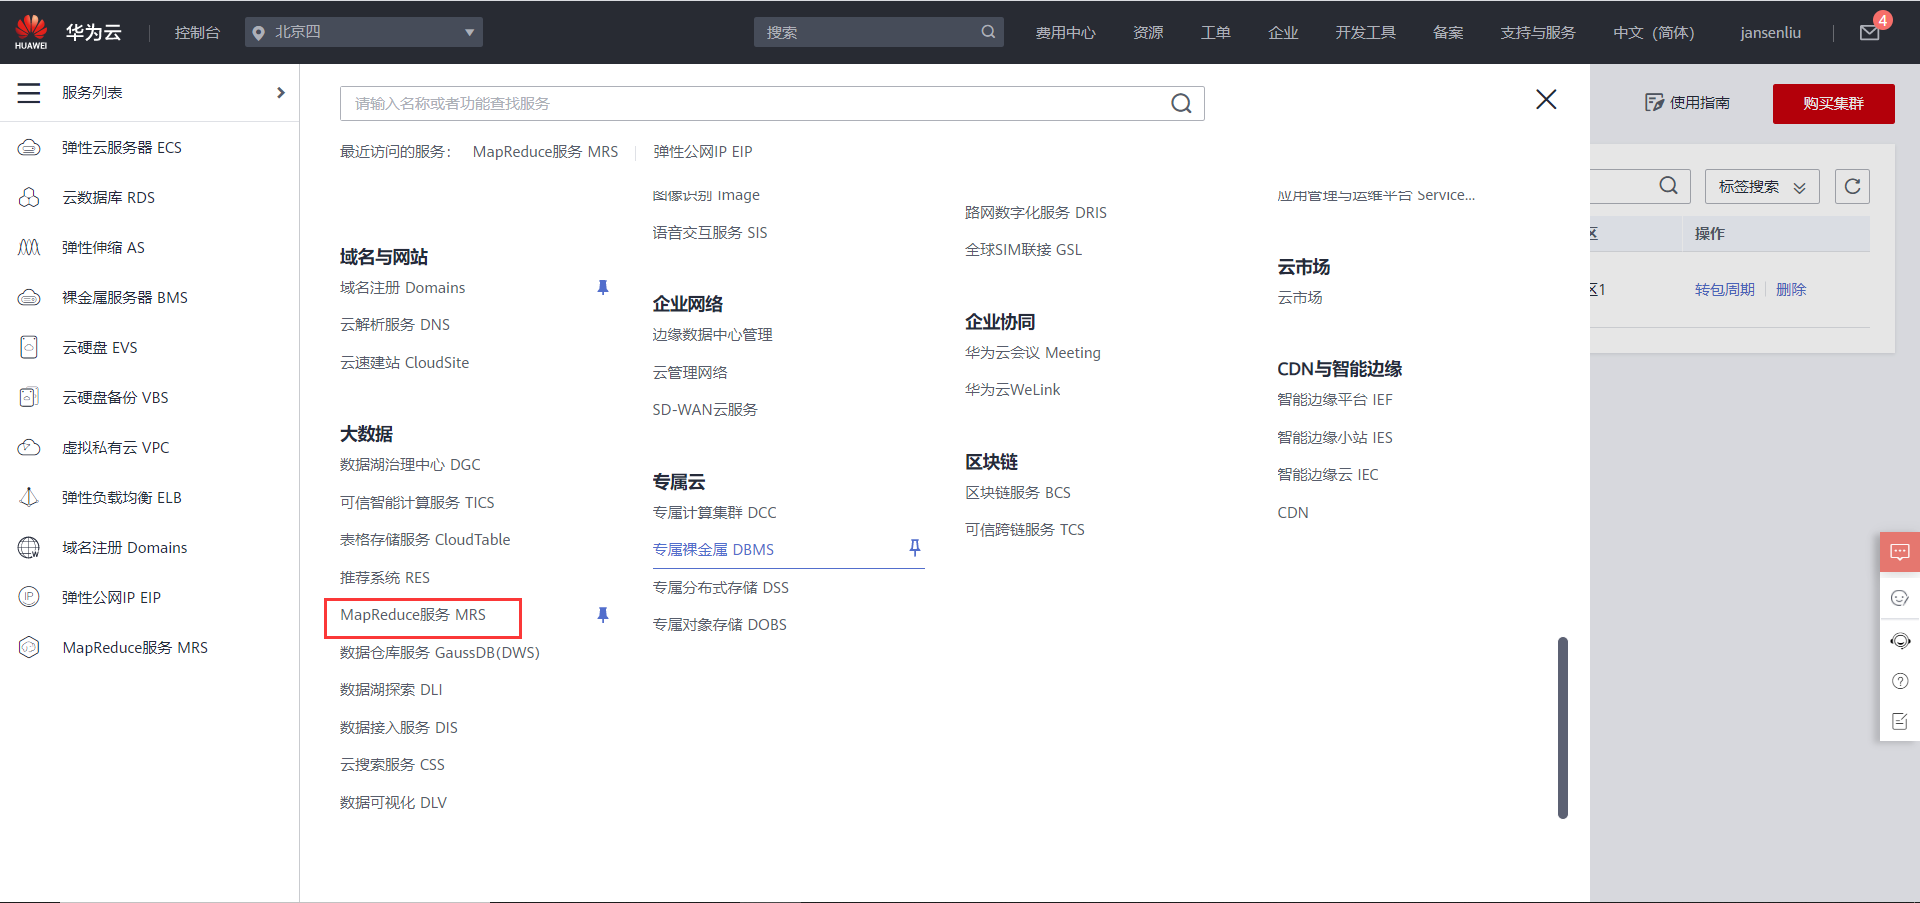 HUAWEI
华为云
控制台
北京四
搜索
费用中心
资源
工单
企业
开发工具
备案
支持与服务
中文（简体）
jansenliu
4
服务列表
弹性云服务器 ECS
云数据库 RDS
弹性伸缩 AS
裸金属服务器 BMS
云硬盘 EVS
云硬盘备份 VBS
虚拟私有云 VPC
弹性负载均衡 ELB
域名注册 Domains
弹性公网IP EIP
MapReduce服务 MRS
请输入名称或者功能查找服务
最近访问的服务：
MapReduce服务 MRS
弹性公网IP EIP
域名与网站
域名注册 Domains
云解析服务 DNS
云速建站 CloudSite
大数据
数据湖治理中心 DGC
可信智能计算服务 TICS
表格存储服务 CloudTable
推荐系统 RES
MapReduce服务 MRS
数据仓库服务 GaussDB(DWS)
数据湖探索 DLI
数据接入服务 DIS
云搜索服务 CSS
数据可视化 DLV
图像识别 Image
语音交互服务 SIS
企业网络
边缘数据中心管理
云管理网络
SD-WAN云服务
专属云
专属计算集群 DCC
专属裸金属 DBMS
专属分布式存储 DSS
专属对象存储 DOBS
路网数字化服务 DRIS
全球SIM联接 GSL
企业协同
华为云会议 Meeting
华为云WeLink
区块链
区块链服务 BCS
可信跨链服务 TCS
应用管理与运维平台 Service...
云市场
云市场
CDN与智能边缘
智能边缘平台 IEF
智能边缘小站 IES
智能边缘云 IEC
CDN
使用指南
购买集群
标签搜索
区
操作
区1
转包周期
删除